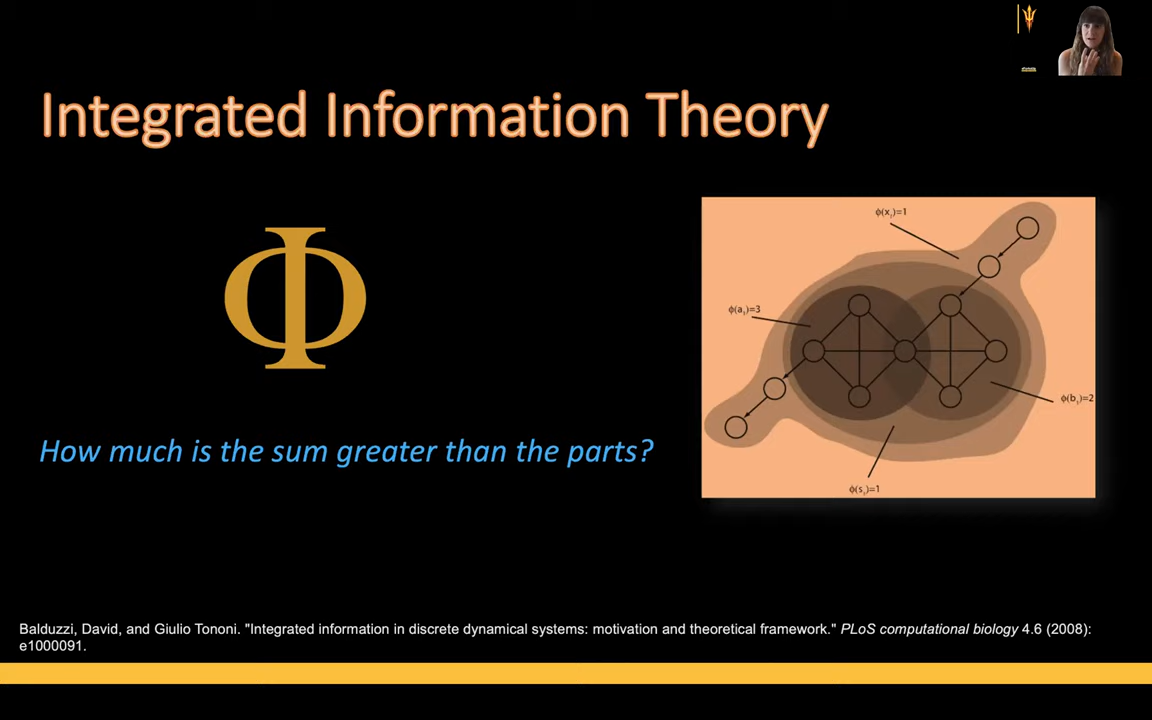 Integrated Information Theory
Φ
How much is the sum greater than the parts?
ϕ(x₁)=1
ϕ(a₁)=3
ϕ(b₁)=2
ϕ(s₁)=1
Balduzzi, David, and Giulio Tononi. "Integrated information in discrete dynamical systems: motivation and theoretical framework." PLoS computational biology 4.6 (2008):
e1000091.